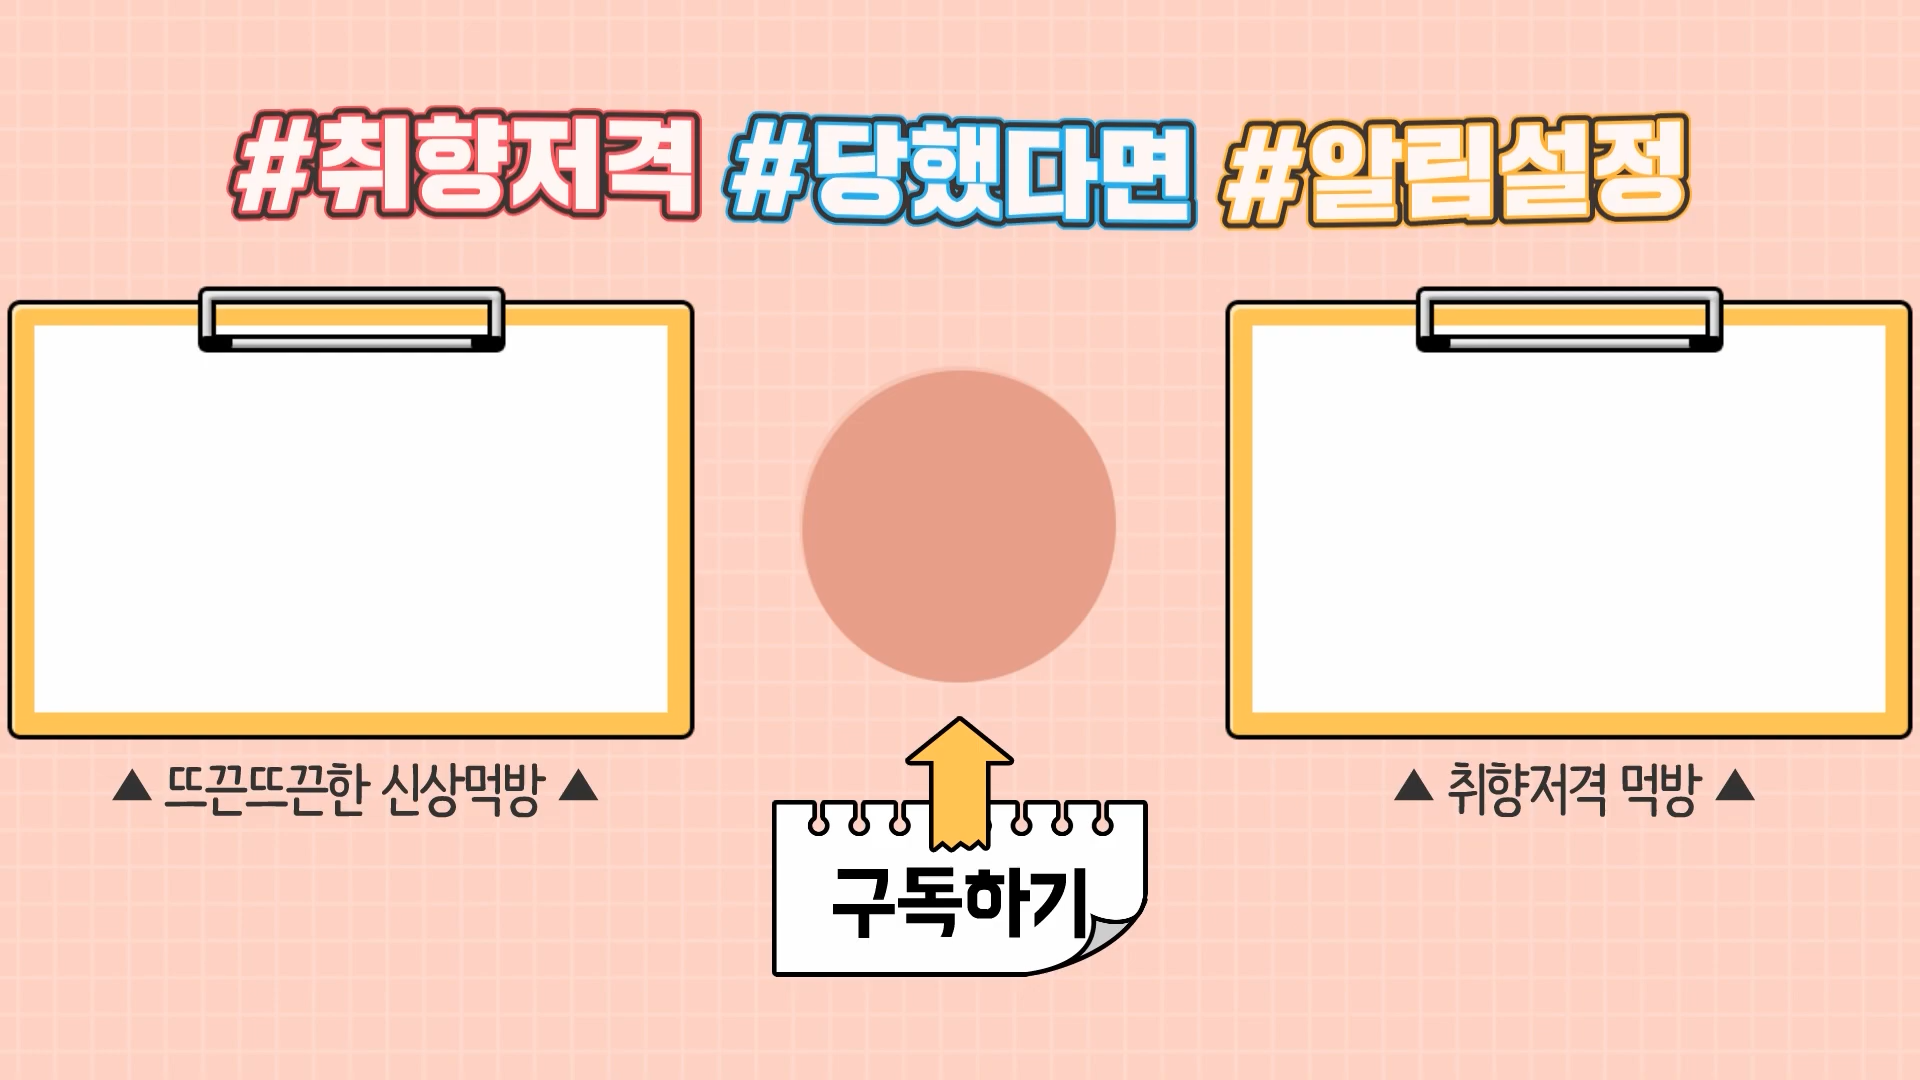 #취향저격 #당했다면 #알림설정
▲ 뜨끈뜨끈한 신상먹방 ▲
▲ 취향저격 먹방 ▲
구독하기